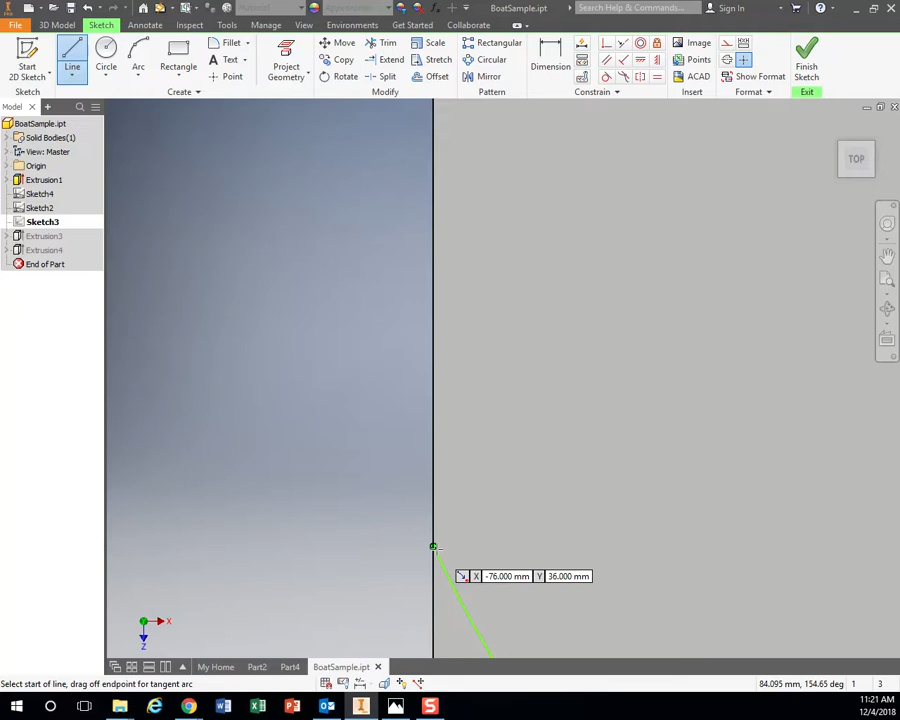 Material
Appearance
BoatSample.ipt
Search Help & Commands...
Sign In
File
3D Model
Sketch
Annotate
Inspect
Tools
Manage
View
Environments
Get Started
Collaborate
Start
2D Sketch
Line
Circle
Arc
Rectangle
Fillet
Text
Point
Project
Geometry
Move
Copy
Rotate
Trim
Extend
Split
Scale
Stretch
Offset
Rectangular
Circular
Mirror
Dimension
Image
Points
ACAD
Show Format
Finish
Sketch
Sketch
Create
Modify
Pattern
Constrain
Insert
Format
Exit
Model
BoatSample.ipt
Solid Bodies(1)
View: Master
Origin
Extrusion1
Sketch4
Sketch2
Sketch3
Extrusion3
Extrusion4
End of Part
TOP
X
-76.000 mm
Y
36.000 mm
X
Z
My Home
Part2
Part4
BoatSample.ipt
Select start of line, drag off endpoint for tangent arc
84.095 mm, 154.65 deg
1
3
11:21 AM
12/4/2018